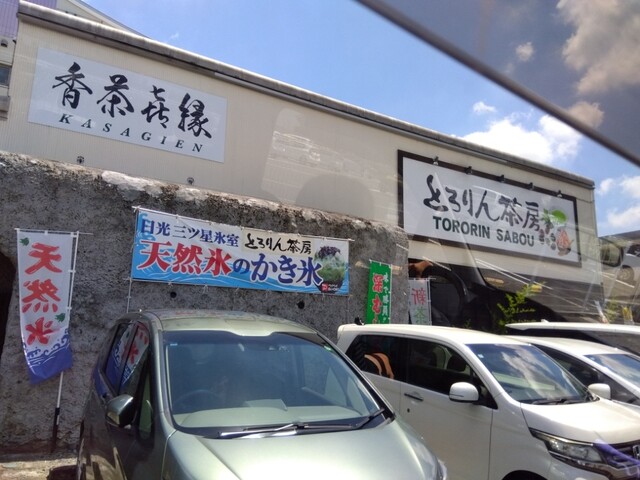 香茶喜縁
KASAGIEN
とろりん茶房
TORORIN SABOU
日光 三ツ星氷室 とろりん茶房
天然氷のかき氷
天然氷